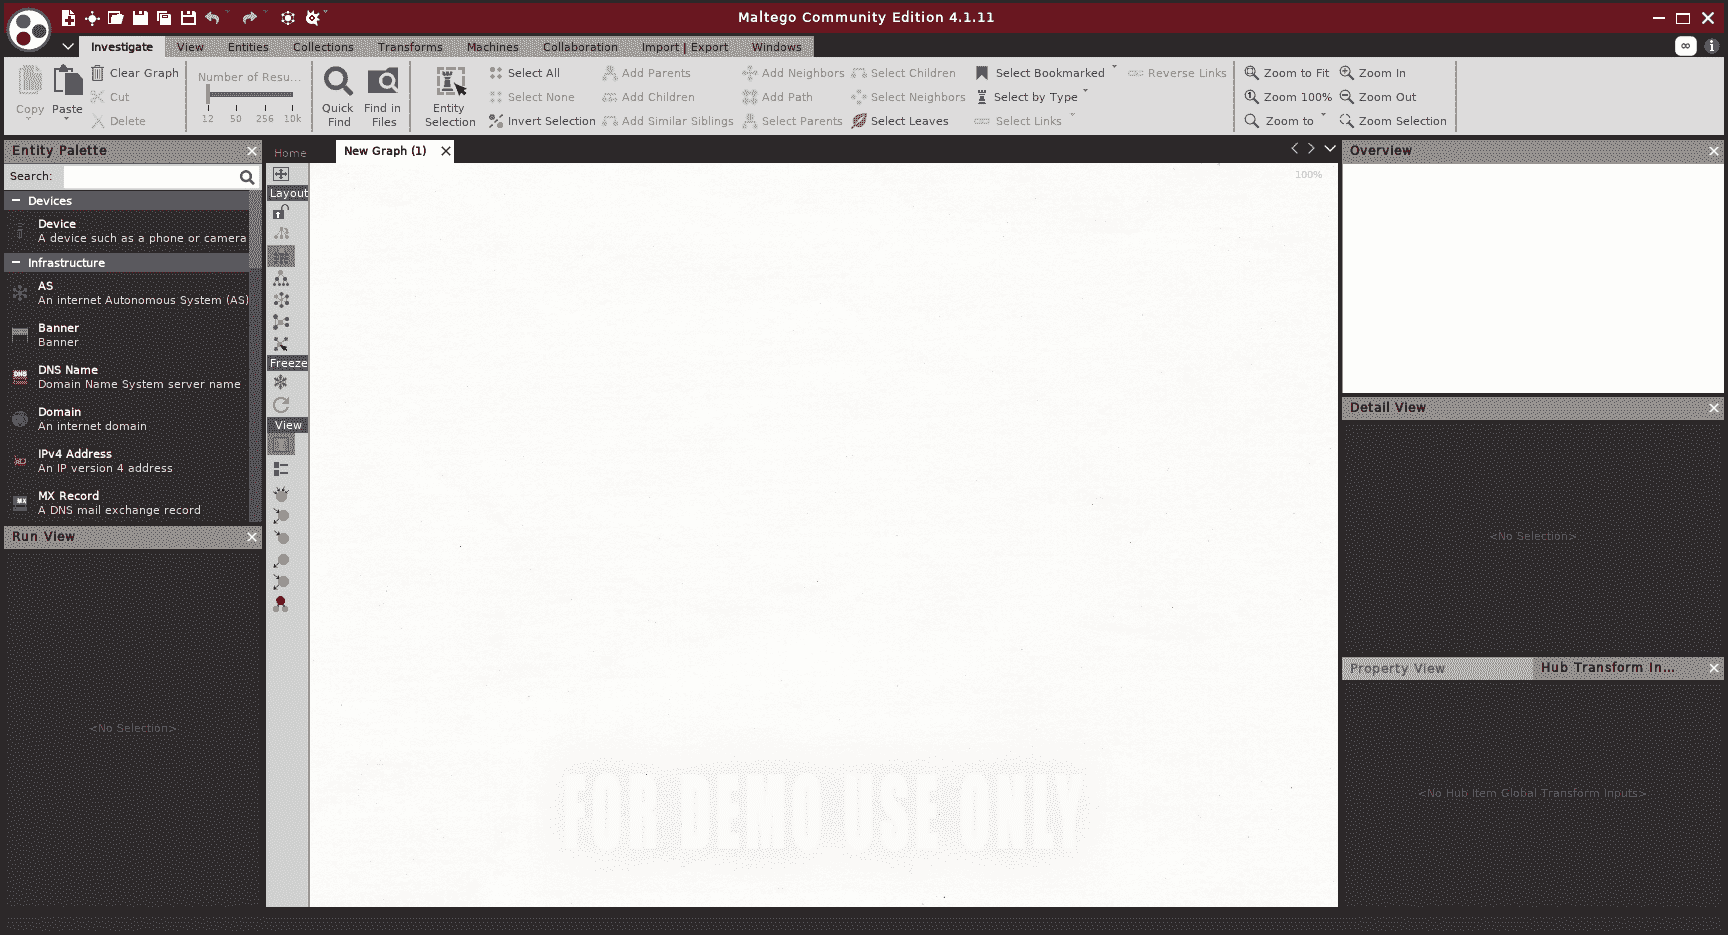 Maltego Community Edition 4.1.11
Investigate View Entities Collections Transforms Machines Collaboration Import | Export Windows
Copy
Paste
Clear Graph
Cut
Delete
Number of Resu...
12 50 256 10k
Quick Find
Find in Files
Entity Selection
Select All
Select None
Invert Selection
Add Parents
Add Children
Add Similar Siblings
Add Neighbors
Add Path
Select Parents
Select Children
Select Neighbors
Select Leaves
Select Bookmarked
Select by Type
Select Links
Reverse Links
Zoom to Fit
Zoom 100%
Zoom to
Zoom In
Zoom Out
Zoom Selection
Entity Palette
Search:
Devices
Device
A device such as a phone or camera
Infrastructure
AS
An internet Autonomous System (AS)
Banner
Banner
DNS Name
Domain Name System server name
Domain
An internet domain
IPv4 Address
An IP version 4 address
MX Record
A DNS mail exchange record
Run View
<No Selection>
Home
New Graph (1)
Layout
Freeze
View
100%
FOR DEMO USE ONLY
Overview
Detail View
<No Selection>
Property View
Hub Transform In...
<No Hub Item Global Transform Inputs>